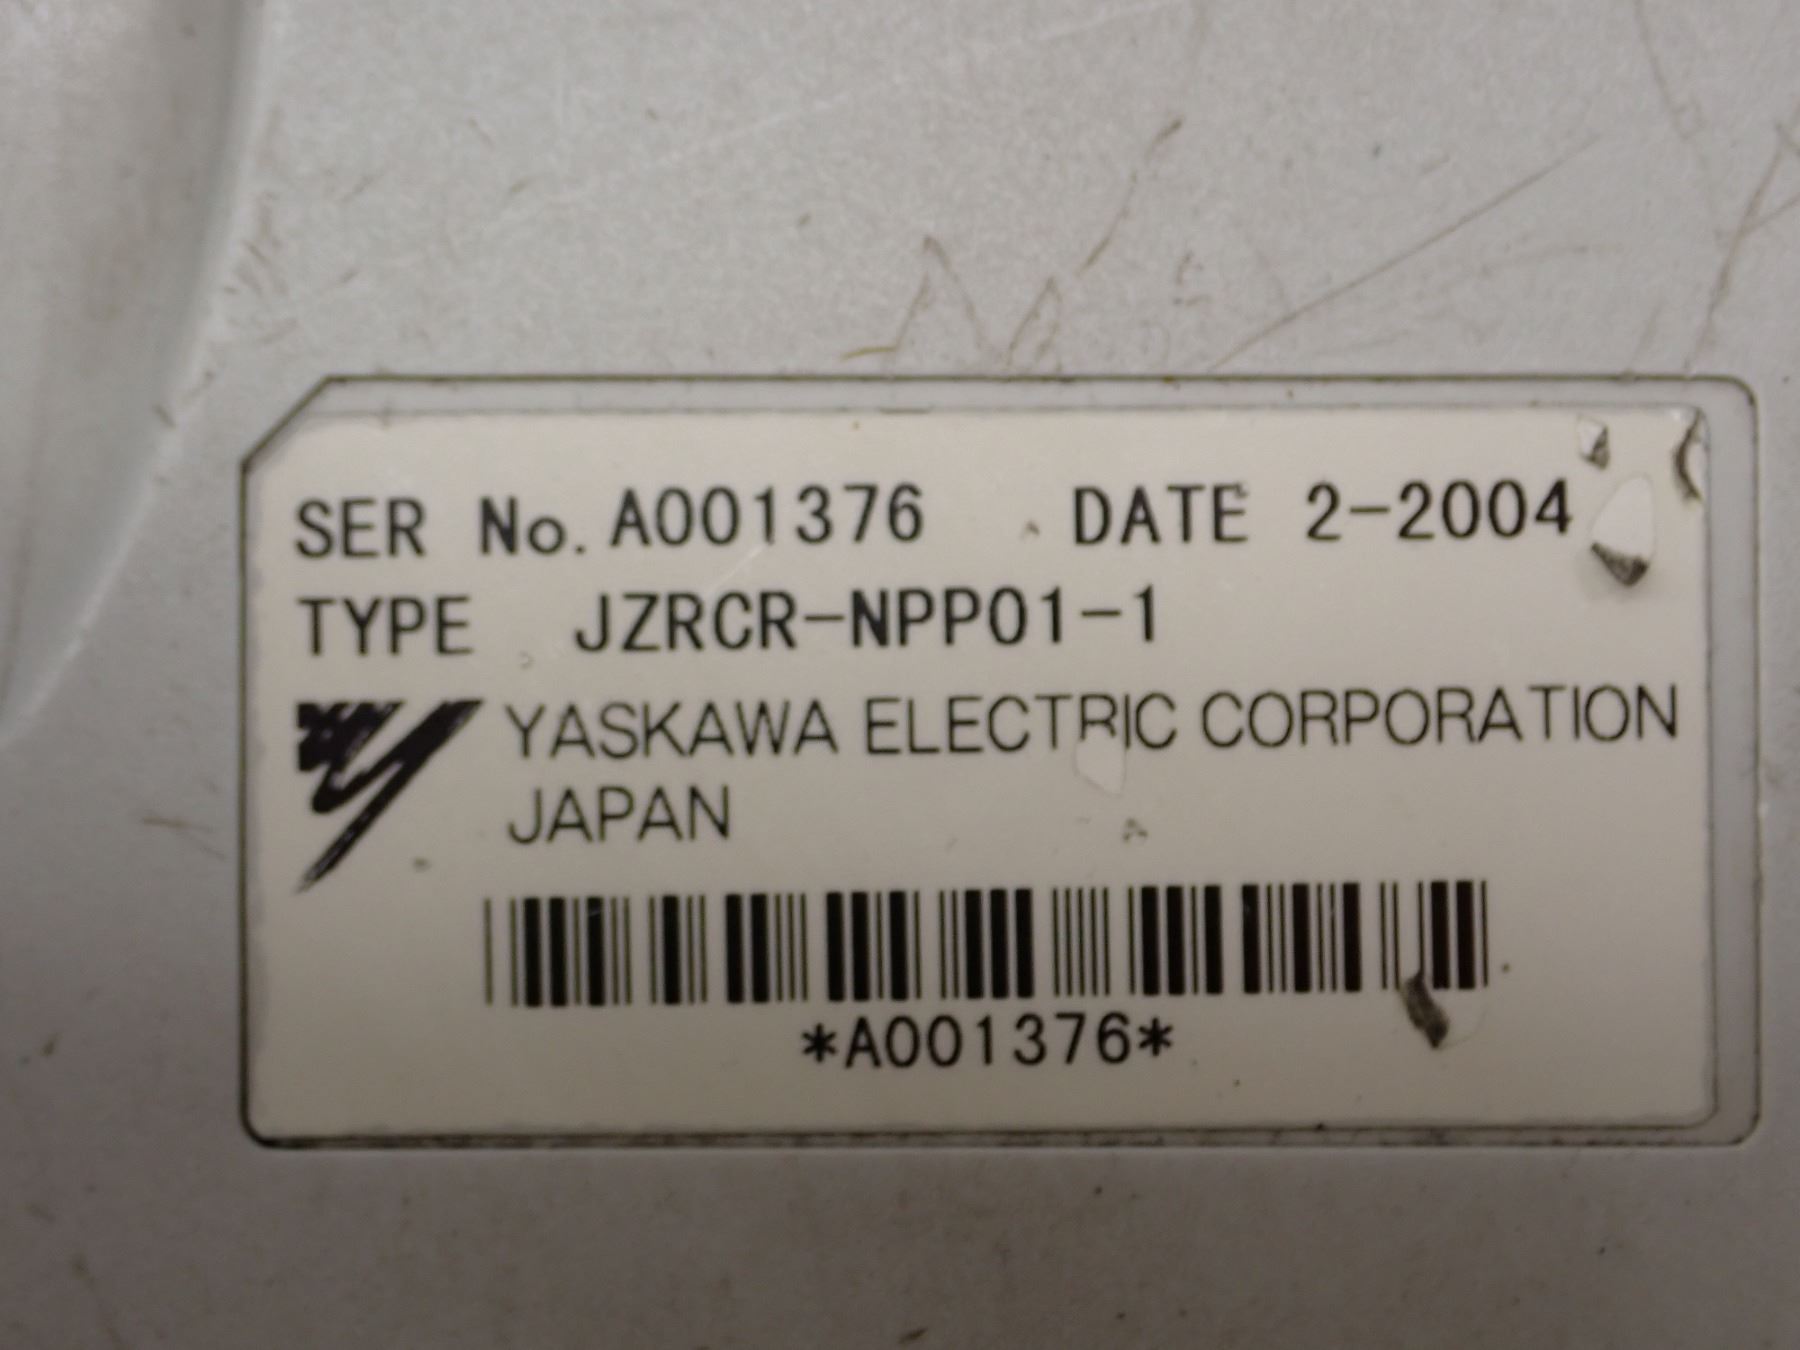 SER No. A001376 DATE 2-2004
TYPE JZRCR-NPP01-1
YASKAWA ELECTRIC CORPORATION
JAPAN
*A001376*